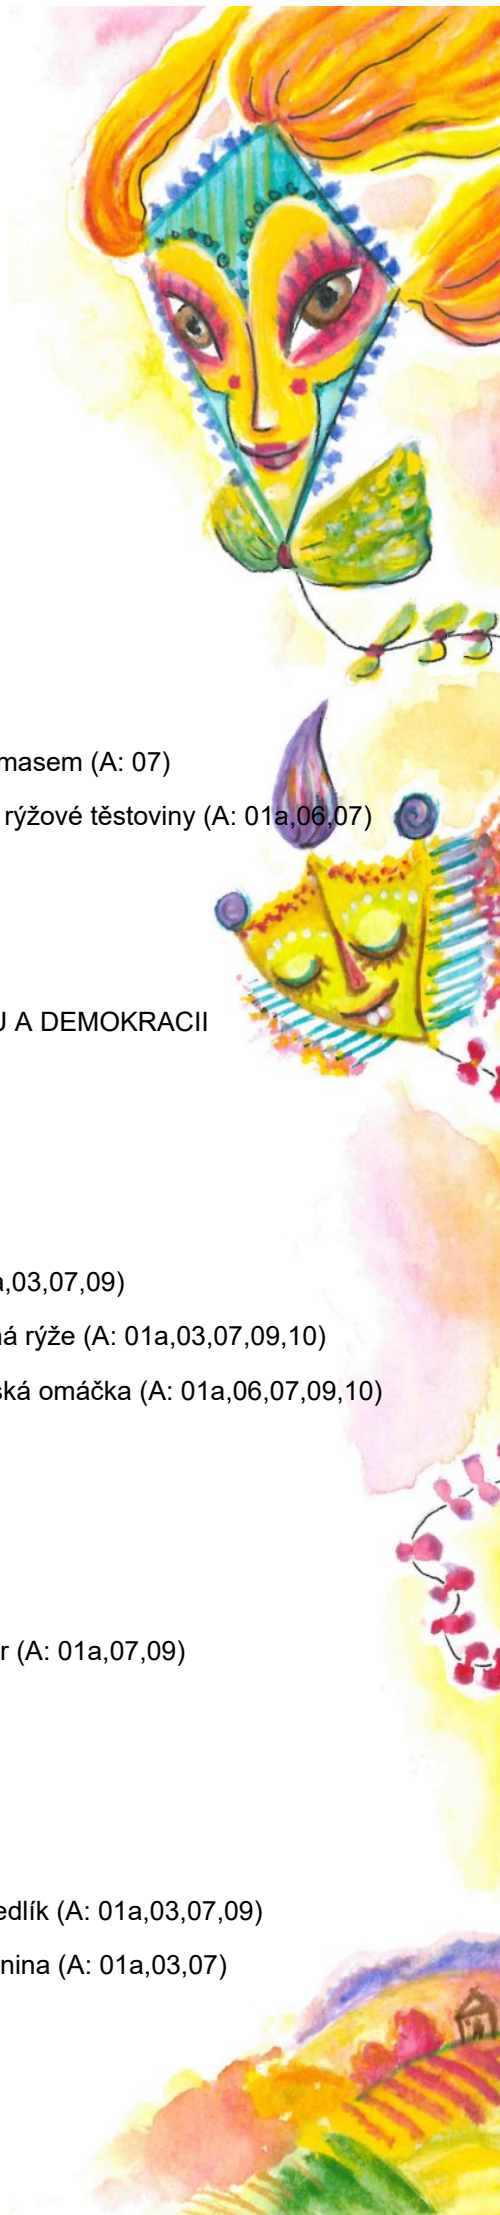 masem (A: 07)
rýžové těstoviny (A: 01a,06,07)
A DEMOKRACII
,03,07,09)
á rýže (A: 01a,03,07,09,10)
ská omáčka (A: 01a,06,07,09,10)
r (A: 01a,07,09)
edlík (A: 01a,03,07,09)
nina (A: 01a,03,07)